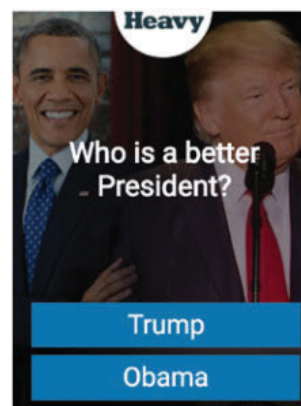 Heavy
Who is a better
President?
Trump
Obama